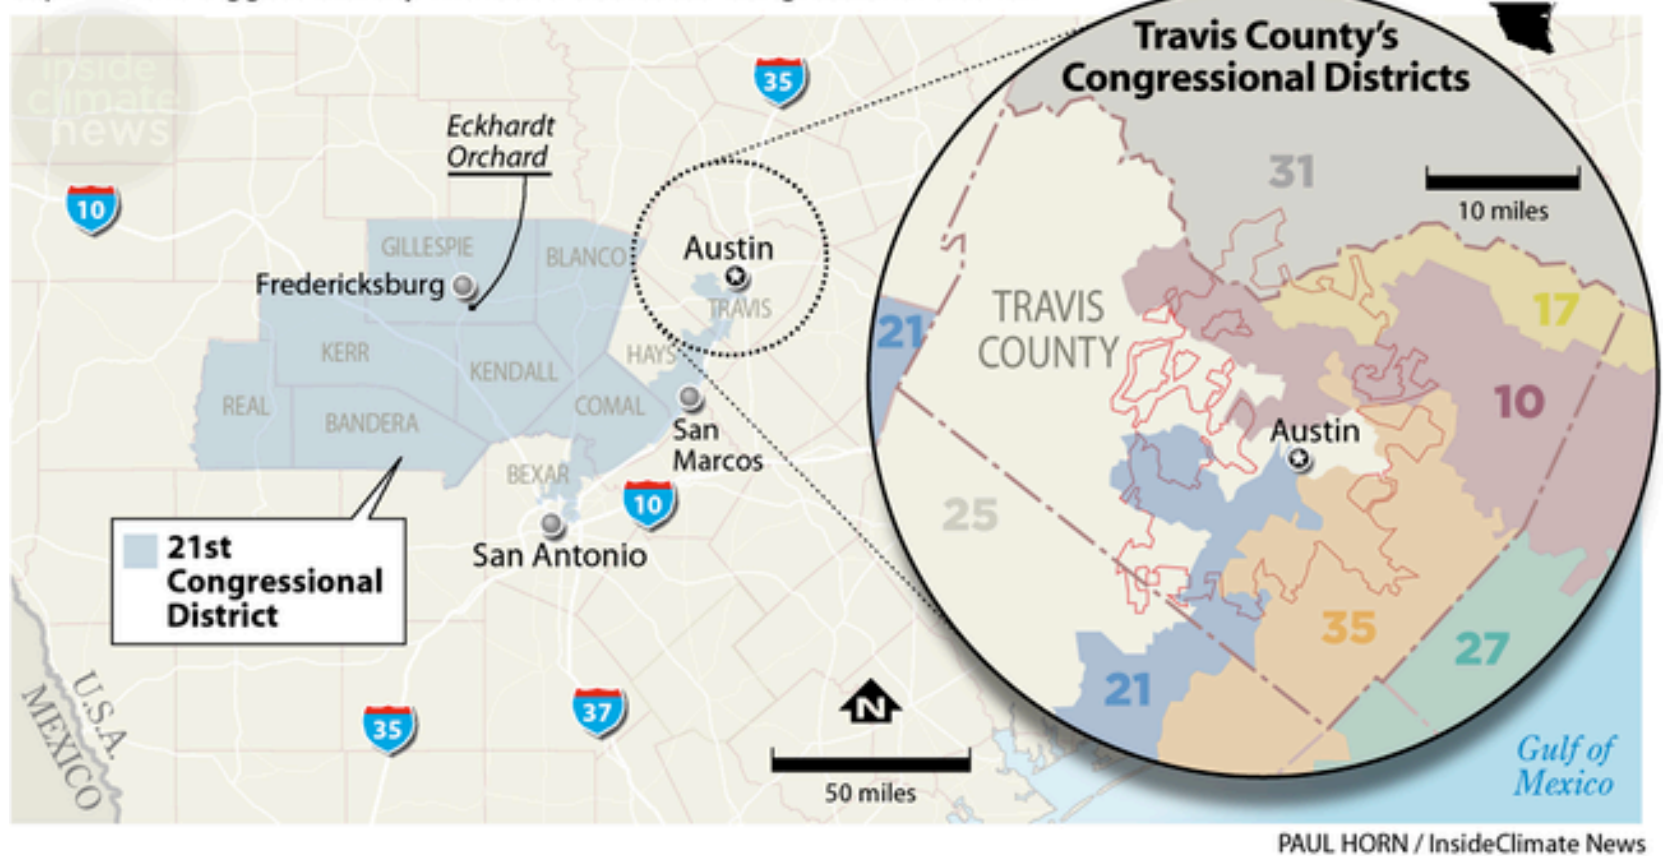 inside
climate
news
Eckhardt
Orchard
35
10
GILLESPIE
BLANCO
Austin
Fredericksburg
TRAVIS
KERR
HAYS
KENDALL
REAL
COMAL
BANDERA
San
Marcos
BEXAR
10
San Antonio
21st
Congressional
District
U.S.A.
MEXICO
35
37
N
50 miles
Travis County's
Congressional Districts
31
10 miles
TRAVIS
COUNTY
17
21
10
Austin
25
35
27
21
Gulf of
Mexico
PAUL HORN / InsideClimate News